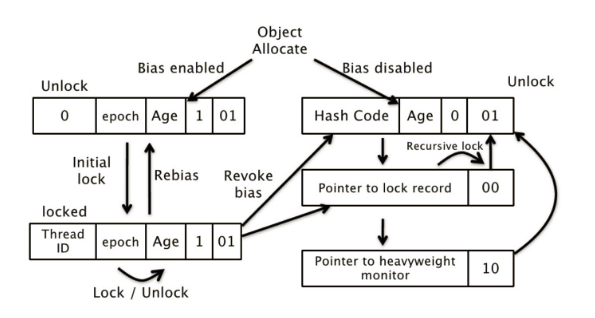 Object
Allocate
Bias enabled
Bias disabled
Unlock
0 epoch Age 1 01
Unlock
Hash Code Age 0 01
Initial
lock
Rebias
Revoke
bias
Recursive lock
Pointer to lock record 00
locked
Thread
ID epoch Age 1 01
Lock / Unlock
Pointer to heavyweight
monitor 10